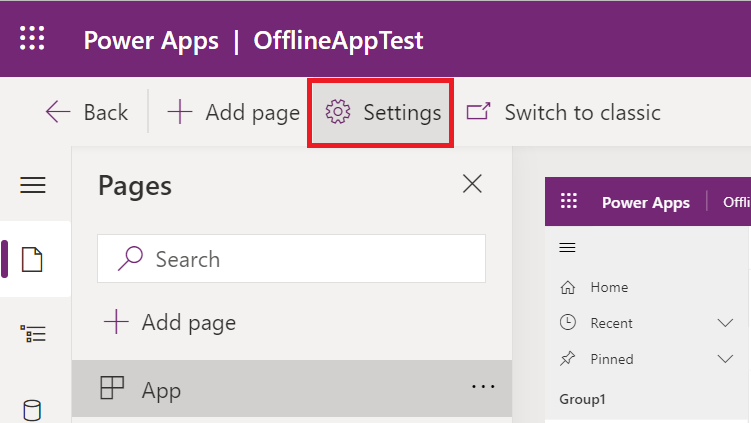 Power Apps | OfflineAppTest
Back Add page Settings Switch to classic
Pages
Search
Add page
App
Power Apps Offli
Home
Recent
Pinned
Group1